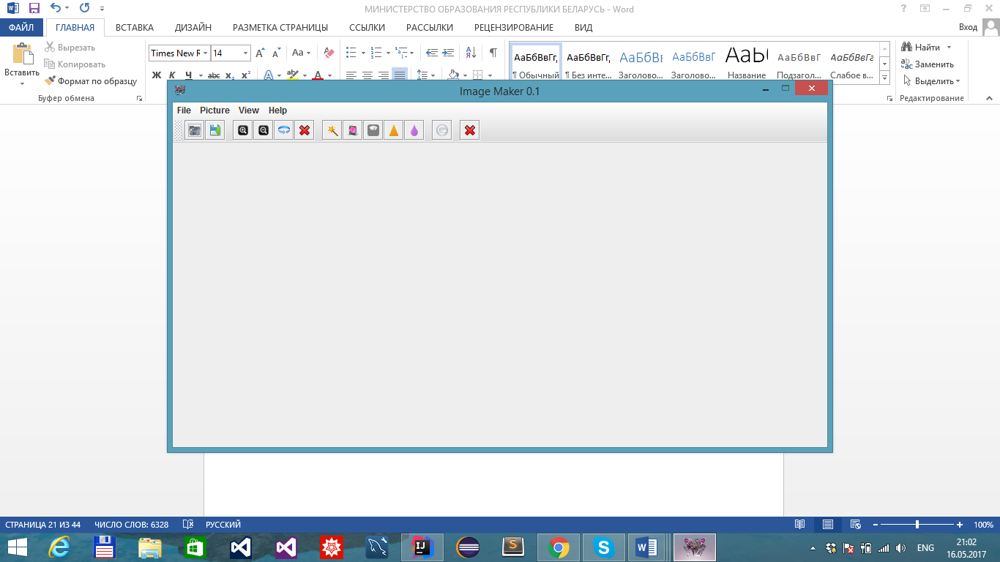 МИНИСТЕРСТВО ОБРАЗОВАНИЯ РЕСПУБЛИКИ БЕЛАРУСЬ - Word
ФАЙЛ ГЛАВНАЯ ВСТАВКА ДИЗАЙН РАЗМЕТКА СТРАНИЦЫ ССЫЛКИ РАССЫЛКИ РЕЦЕНЗИРОВАНИЕ ВИД Вход
Вставить
Вырезать
Копировать
Формат по образцу
Буфер обмена
Times New R 14 Aa
Ж К Ч abc x₂ x² A aby A
А Я ¶
АаБбВвГг, АаБбВвГг, АаБбВв АаБбВвГ АаЬ АаБбВвГ АаБбВвГг
¶ Обычный ¶ Без инте... Заголово... Заголово... Название Подзагол... Слабое в...
Найти
Заменить
Выделить
Редактирование
Image Maker 0.1
File Picture View Help
СТРАНИЦА 21 ИЗ 44 ЧИСЛО СЛОВ: 6328 РУССКИЙ 100%
ENG
21:02
16.05.2017